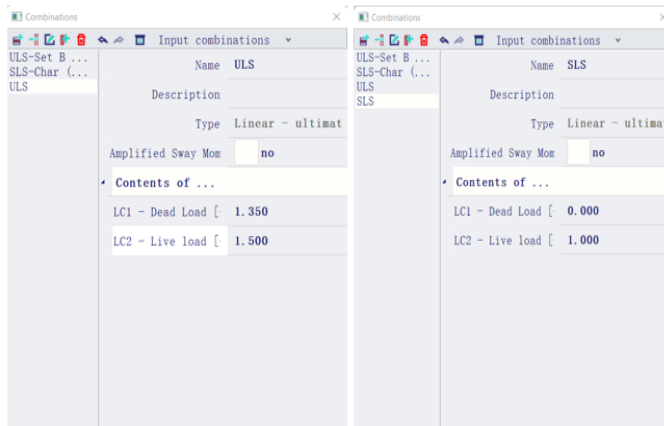 Combinations
Input combinations
ULS-Set B ...
SLS-Char (...
ULS
Name ULS
Description
Type Linear - ultimat
Amplified Sway Mom no
Contents of ...
LC1 - Dead Load [- 1.350
LC2 - Live load [- 1.500
Combinations
Input combinations
ULS-Set B ...
SLS-Char (...
ULS
SLS
Name SLS
Description
Type Linear - ultimat
Amplified Sway Mom no
Contents of ...
LC1 - Dead Load [- 0.000
LC2 - Live load [- 1.000